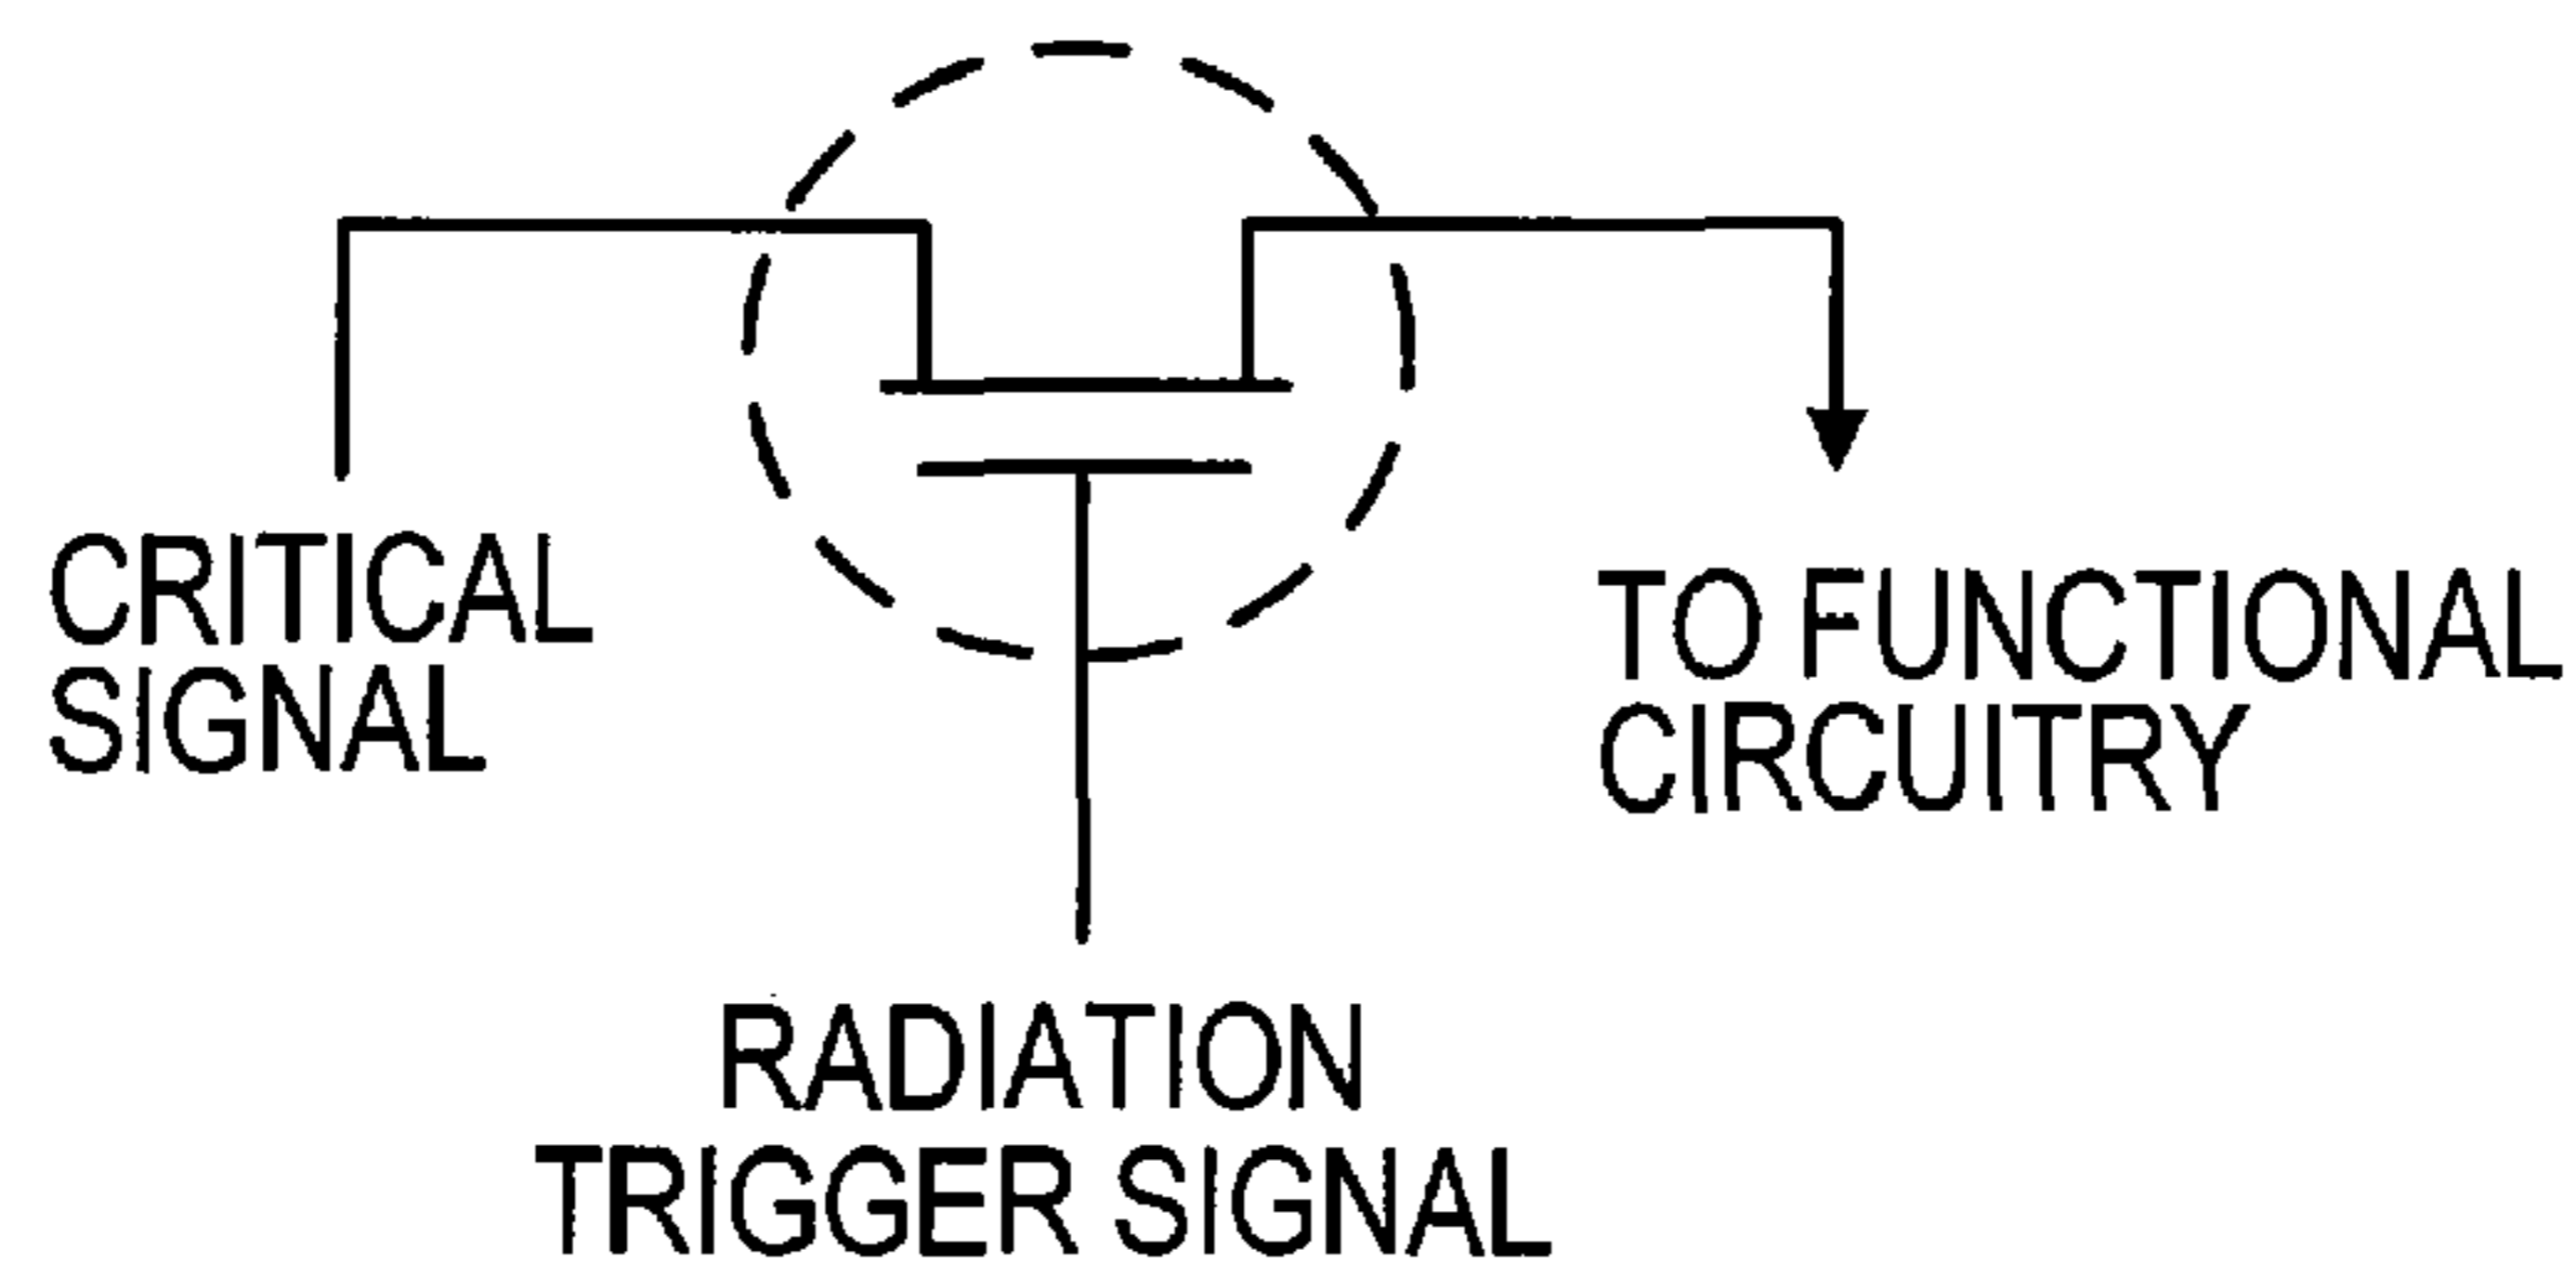 CRITICAL
SIGNAL
TO FUNCTIONAL
CIRCUITRY
RADIATION
TRIGGER SIGNAL